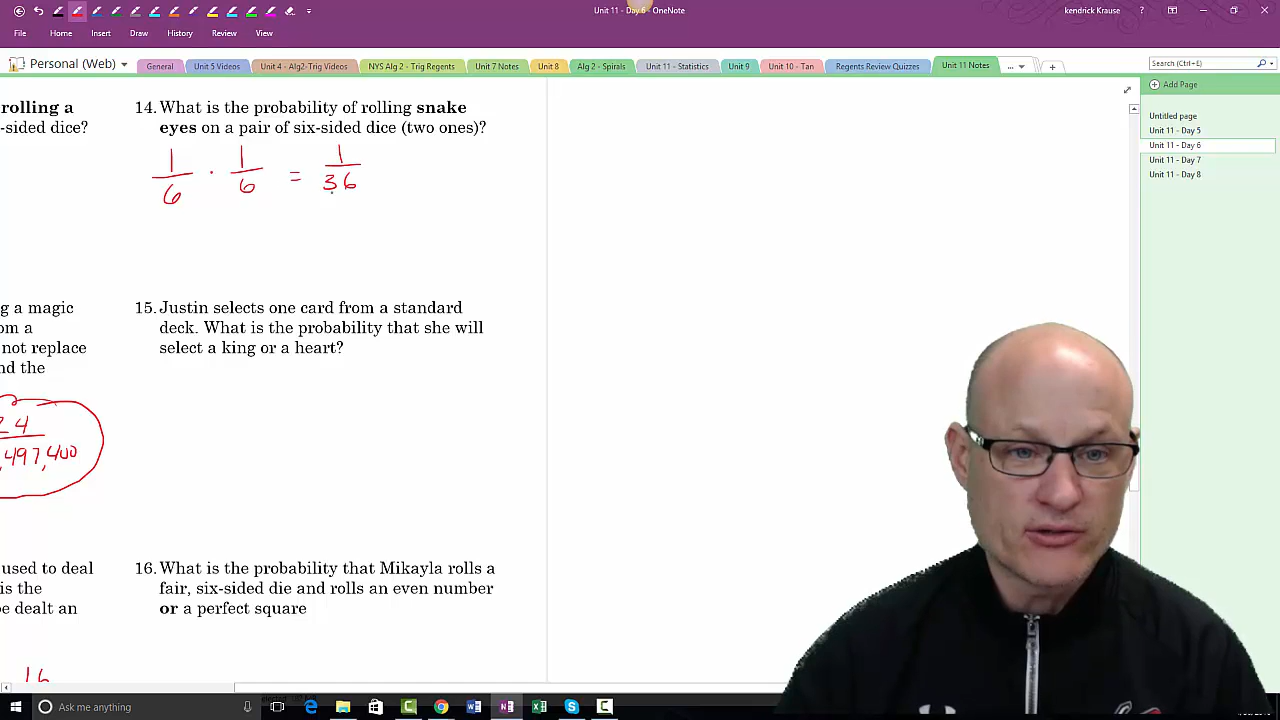 Unit 11 - Day 6 - OneNote
kendrick Krause
File Home Insert Draw History Review View
Personal (Web)
General Unit 5 Videos Unit 4 - Alg2-Trig Videos NYS Alg 2 - Trig Regents Unit 7 Notes Unit 8 Alg 2 - Spirals Unit 11 - Statistics Unit 9 Unit 10 - Tan Regents Review Quizzes Unit 11 Notes ...
Search (Ctrl+E)
Add Page
Untitled page
Unit 11 - Day 5
Unit 11 - Day 6
Unit 11 - Day 7
Unit 11 - Day 8
rolling a
-sided dice?
14. What is the probability of rolling snake
eyes on a pair of six-sided dice (two ones)?
1/6 · 1/6 = 1/36
g a magic
om a
not replace
nd the
24
,497,400
15. Justin selects one card from a standard
deck. What is the probability that she will
select a king or a heart?
used to deal
is the
be dealt an
16
16. What is the probability that Mikayla rolls a
fair, six-sided die and rolls an even number
or a perfect square
Ask me anything